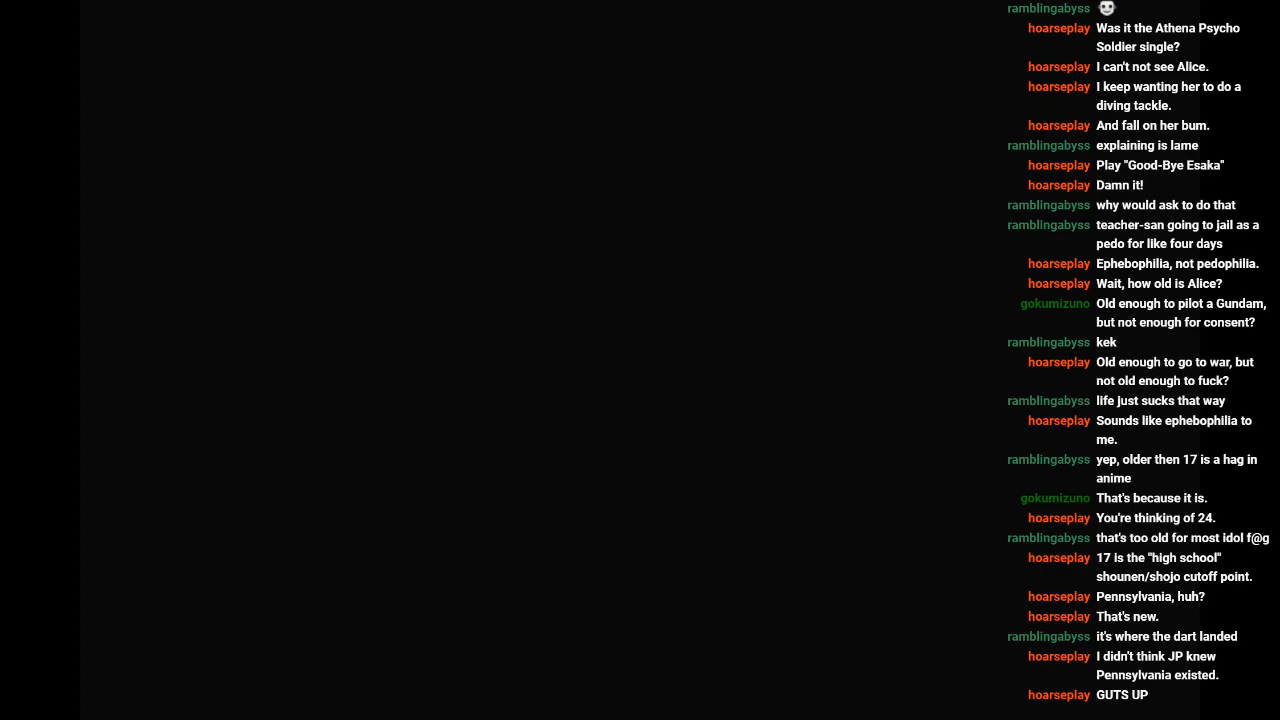 ramblingabyss
hoarseplay Was it the Athena Psycho
Soldier single?
hoarseplay I can't not see Alice.
hoarseplay I keep wanting her to do a
diving tackle.
hoarseplay And fall on her bum.
ramblingabyss explaining is lame
hoarseplay Play "Good-Bye Esaka"
hoarseplay Damn it!
ramblingabyss why would ask to do that
ramblingabyss teacher-san going to jail as a
pedo for like four days
hoarseplay Ephebophilia, not pedophilia.
hoarseplay Wait, how old is Alice?
gokumizuno Old enough to pilot a Gundam,
but not enough for consent?
ramblingabyss kek
hoarseplay Old enough to go to war, but
not old enough to fuck?
ramblingabyss life just sucks that way
hoarseplay Sounds like ephebophilia to
me.
ramblingabyss yep, older then 17 is a hag in
anime
gokumizuno That's because it is.
hoarseplay You're thinking of 24.
ramblingabyss that's too old for most idol f@g
hoarseplay 17 is the "high school"
shounen/shojo cutoff point.
hoarseplay Pennsylvania, huh?
hoarseplay That's new.
ramblingabyss it's where the dart landed
hoarseplay I didn't think JP knew
Pennsylvania existed.
hoarseplay GUTS UP